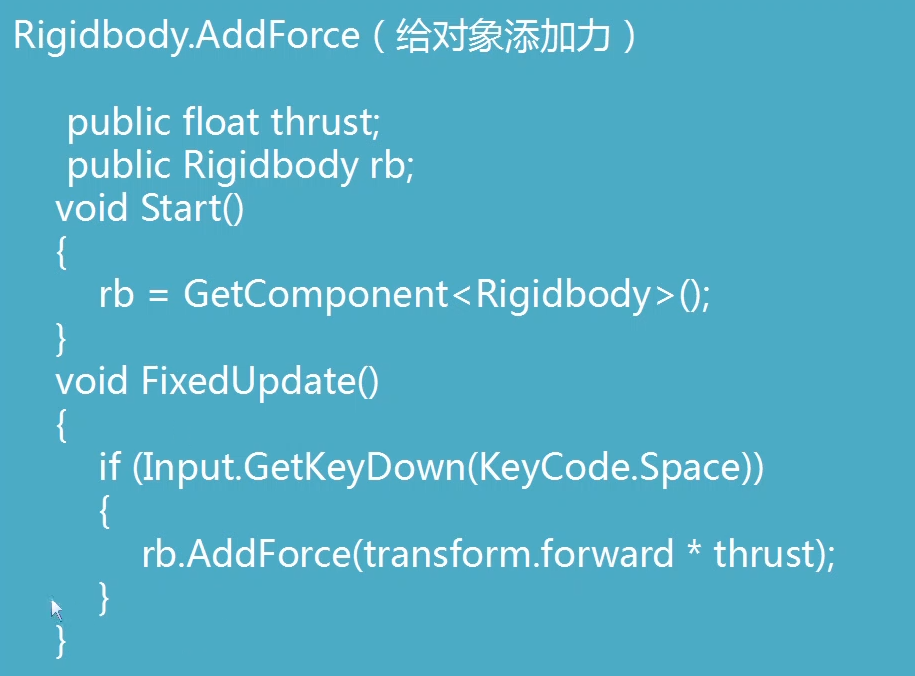 Rigidbody.AddForce（给对象添加力）
public float thrust;
public Rigidbody rb;
void Start()
{
rb = GetComponent<Rigidbody>();
}
void FixedUpdate()
{
if (Input.GetKeyDown(KeyCode.Space))
{
rb.AddForce(transform.forward * thrust);
}
}